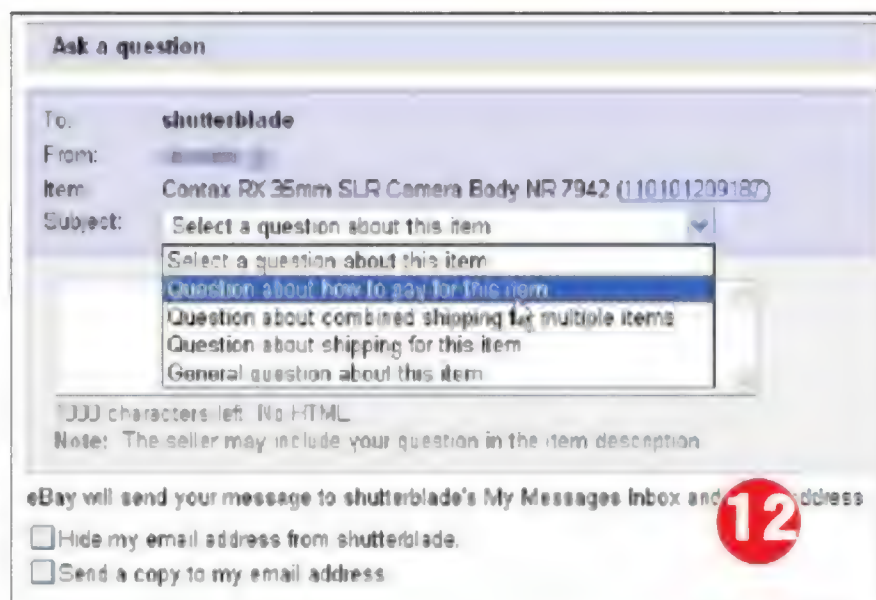 Ask a question
To: shutterblade
From:
Item Contax RX 35mm SLR Camera Body NR 7942 (110101209187)
Subject: Select a question about this item
Select a question about this item
Question about how to pay for this item
Question about combined shipping for multiple items
Question about shipping for this item
General question about this item
1000 characters left. No HTML
Note: The seller may include your question in the item description
eBay will send your message to shutterblade's My Messages Inbox and address
12
Hide my email address from shutterblade.
Send a copy to my email address